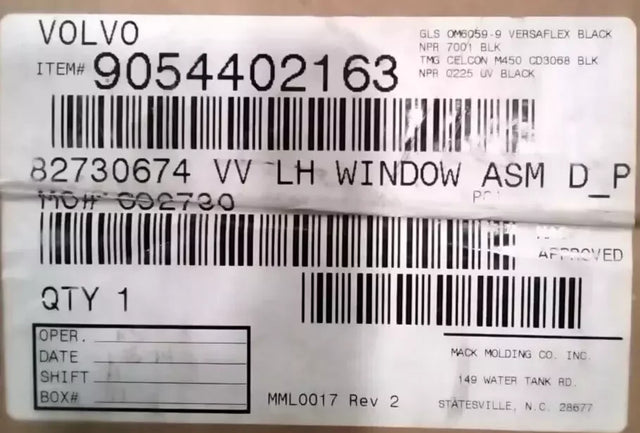 VOLVO
GLS OM6059-9 VERSAFLEX BLACK
NPR 7001 BLK
TMG CELCON M450 CD3068 BLK
NPR 0225 UV BLACK
ITEM# 9054402163
82730674 VV LH WINDOW ASM D_P
MO# 602730
APPROVED
QTY 1
OPER.
DATE
SHIFT
BOX#
MML0017 Rev 2
MACK MOLDING CO. INC.
149 WATER TANK RD.
STATESVILLE, N.C. 28677